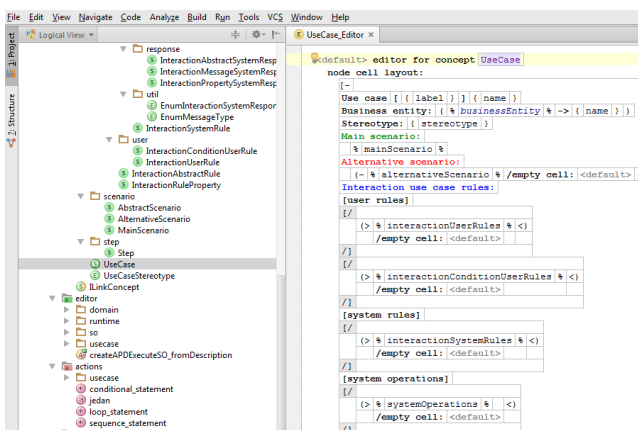 File Edit View Navigate Code Analyze Build Run Tools VCS Window Help
Logical View
UseCase_Editor ×
1: Project
2: Structure
response
InteractionAbstractSystemResp
InteractionMessageSystemResp
InteractionPropertySystemResp
util
EnumInteractionSystemRespon
EnumMessageType
InteractionSystemRule
user
InteractionConditionUserRule
InteractionUserRule
InteractionAbstractRule
InteractionRuleProperty
scenario
AbstractScenario
AlternativeScenario
MainScenario
step
Step
UseCase
UseCaseStereotype
ILinkConcept
editor
domain
runtime
so
usecase
createAPDExecuteSO_fromDescription
actions
usecase
conditional_statement
jedan
loop_statement
sequence_statement
<default> editor for concept UseCase
node cell layout:
[-
Use case [ { label } ] { name }
Business entity: ( % businessEntity % -> { name } )
Stereotype: { stereotype }
Main scenario:
% mainScenario %
Alternative scenario:
(- % alternativeScenario % /empty cell: <default>
Interaction use case rules:
[user rules]
[/
(> % interactionUserRules % <)
/empty cell: <default>
/]
[/
(> % interactionConditionUserRules % <)
/empty cell: <default>
/]
[system rules]
[/
(> % interactionSystemRules % <)
/empty cell: <default>
/]
[system operations]
[/
(> % systemOperations % <)
/empty cell: <default>
/]